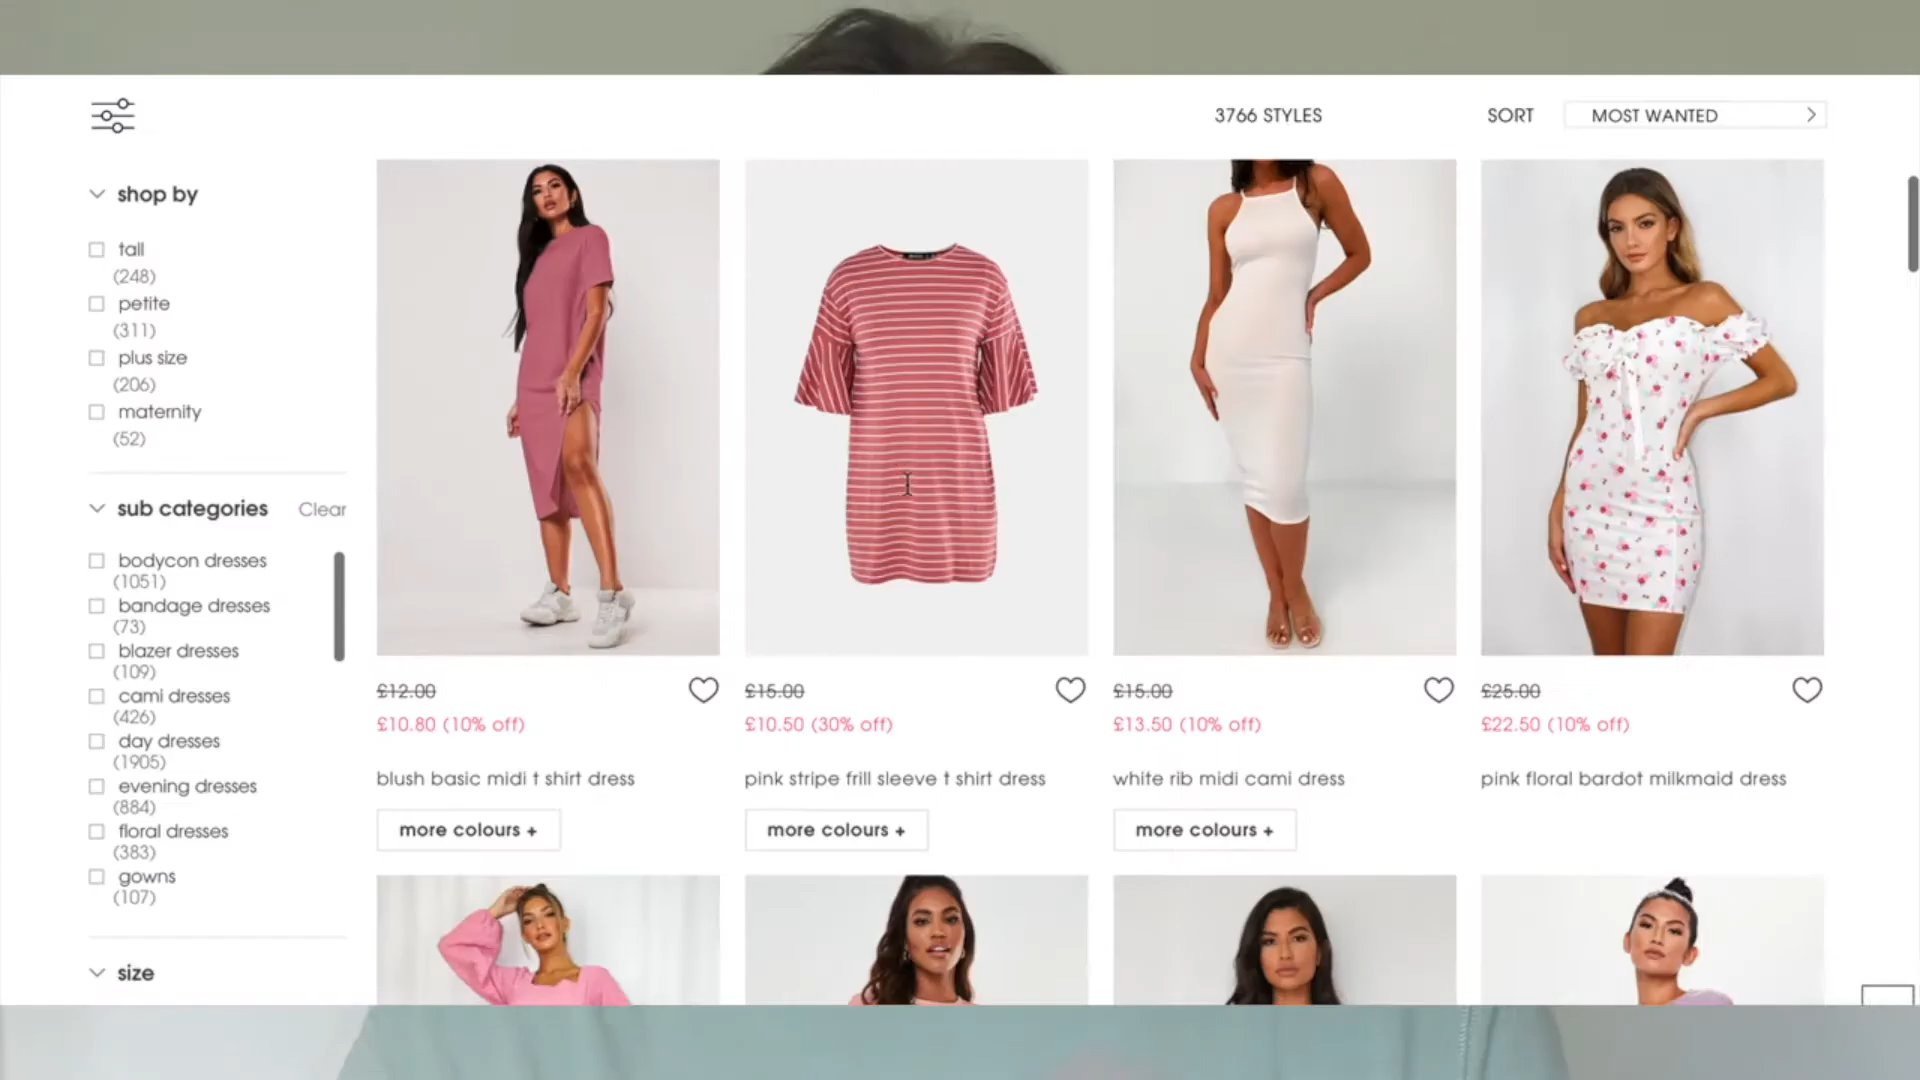 3766 STYLES
SORT
MOST WANTED
shop by
tall
(248)
petite
(311)
plus size
(206)
maternity
(52)
sub categories
Clear
bodycon dresses
(1051)
bandage dresses
(73)
blazer dresses
(109)
cami dresses
(426)
day dresses
(1905)
evening dresses
(884)
floral dresses
(383)
gowns
(107)
size
£12.00
£10.80 (10% off)
blush basic midi t shirt dress
more colours +
£15.00
£10.50 (30% off)
pink stripe frill sleeve t shirt dress
more colours +
£15.00
£13.50 (10% off)
white rib midi cami dress
more colours +
£25.00
£22.50 (10% off)
pink floral bardot milkmaid dress